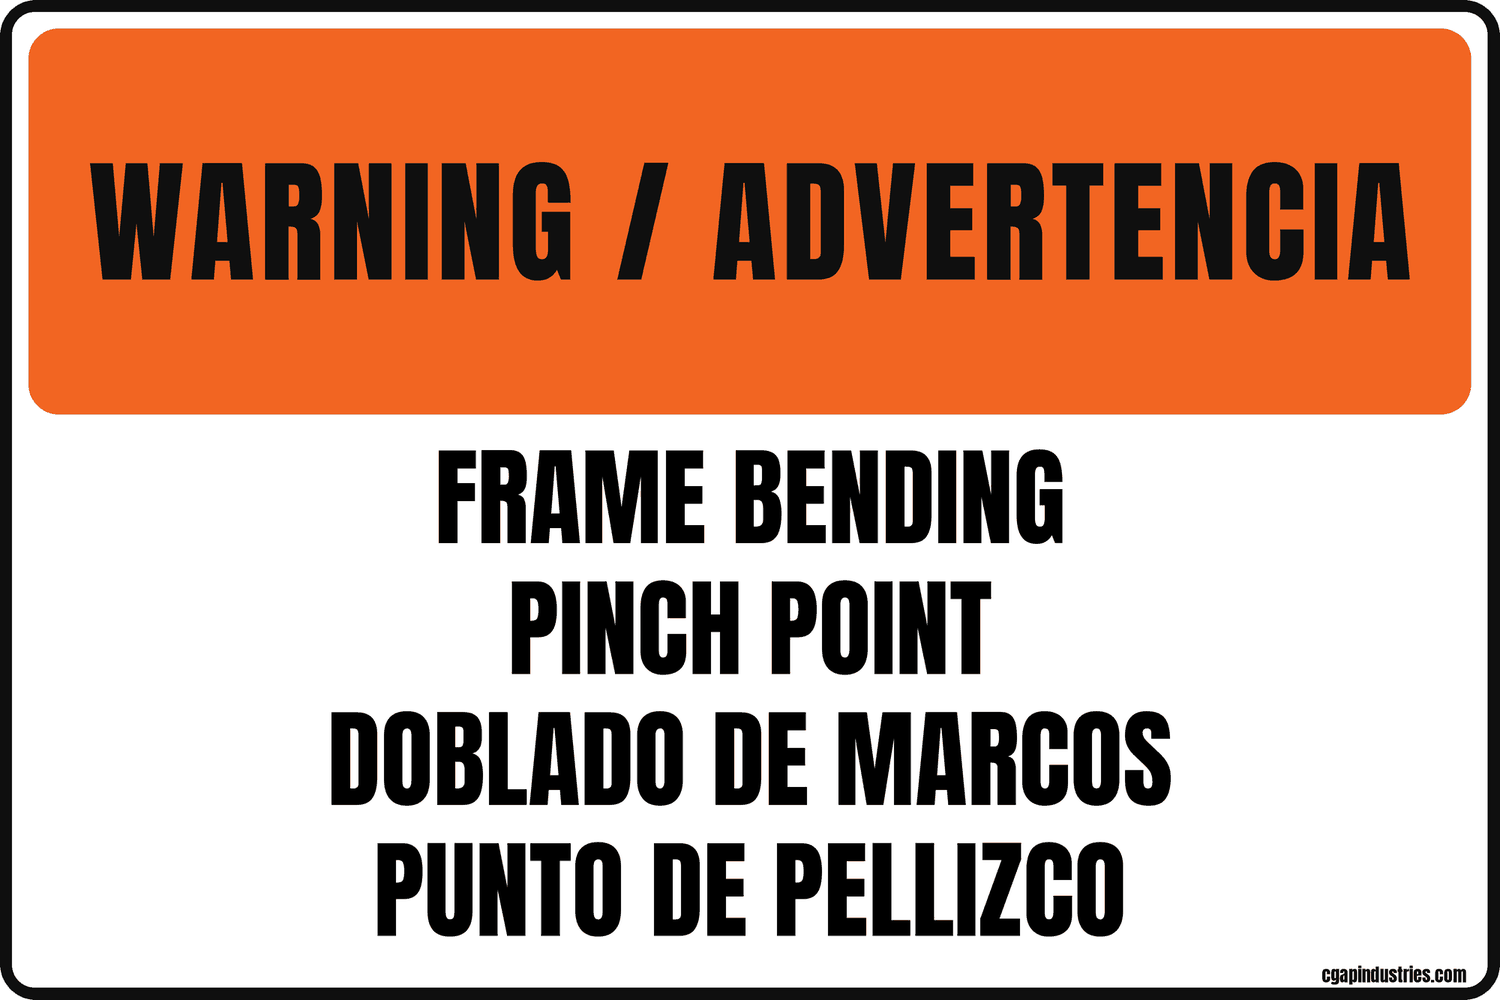 WARNING / ADVERTENCIA
FRAME BENDING
PINCH POINT
DOBLADO DE MARCOS
PUNTO DE PELLIZCO
cgapindustries.com